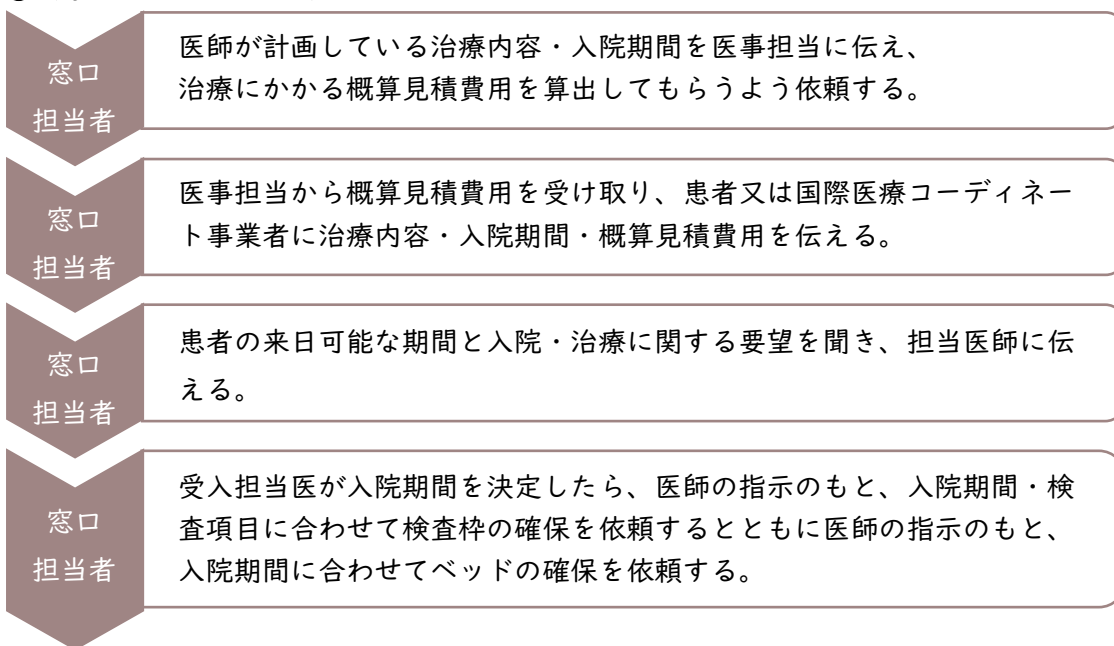 窓口
担当者
医師が計画している治療内容・入院期間を医事担当に伝え、
治療にかかる概算見積費用を算出してもらうよう依頼する。
窓口
担当者
医事担当から概算見積費用を受け取り、患者又は国際医療コーディネー
ト事業者に治療内容・入院期間・概算見積費用を伝える。
窓口
担当者
患者の来日可能な期間と入院・治療に関する要望を聞き、担当医師に伝
える。
窓口
担当者
受入担当医が入院期間を決定したら、医師の指示のもと、入院期間・検
査項目に合わせて検査枠の確保を依頼するとともに医師の指示のもと、
入院期間に合わせてベッドの確保を依頼する。